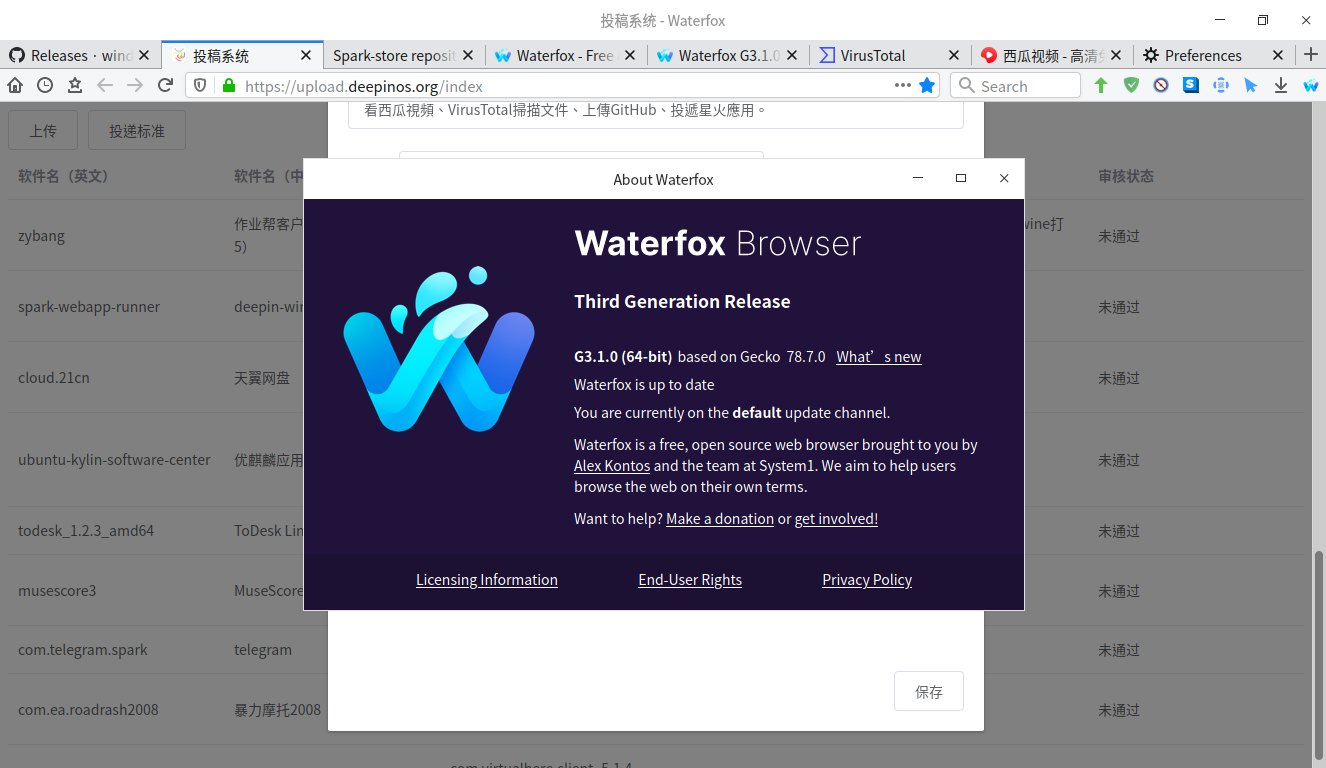 投稿系统 - Waterfox
Releases · wind
投稿系统
Spark-store reposit
Waterfox - Free
Waterfox G3.1.0
VirusTotal
西瓜视频 - 高清
Preferences
https://upload.deepinos.org/index
Search
看西瓜視頻、VirusTotal掃描文件、上傳GitHub、投遞星火應用。
上传
投递标准
软件名（英文）
软件名（中
审核状态
zybang
作业帮客户
5）
wine打
未通过
spark-webapp-runner
deepin-win
未通过
cloud.21cn
天翼网盘
未通过
ubuntu-kylin-software-center
优麒麟应用
未通过
todesk_1.2.3_amd64
ToDesk Lin
未通过
musescore3
MuseScore
未通过
com.telegram.spark
telegram
未通过
com.ea.roadrash2008
暴力摩托2008
未通过
com.virtualhere.client_5.1.4
About Waterfox
Waterfox Browser
Third Generation Release
G3.1.0 (64-bit) based on Gecko 78.7.0 What’s new
Waterfox is up to date
You are currently on the default update channel.
Waterfox is a free, open source web browser brought to you by
Alex Kontos and the team at System1. We aim to help users
browse the web on their own terms.
Want to help? Make a donation or get involved!
Licensing Information
End-User Rights
Privacy Policy
保存